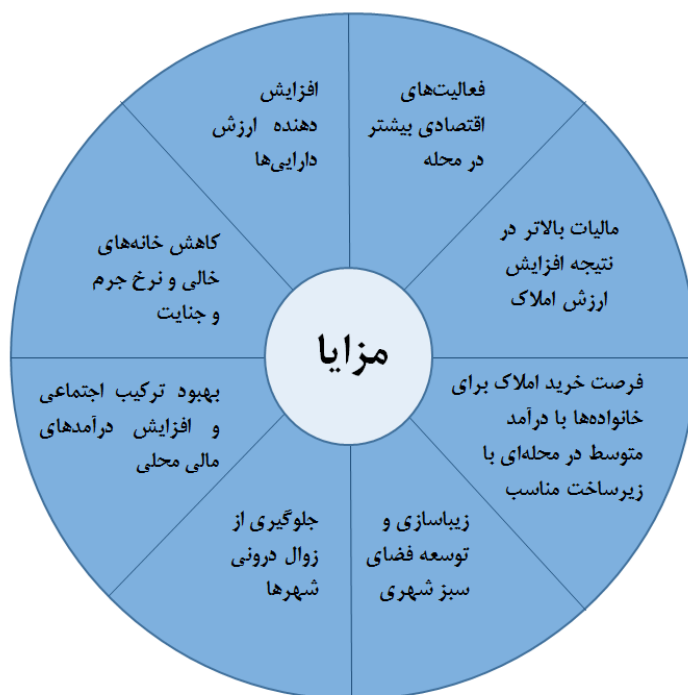 فعالیت‌های
اقتصادی بیشتر
در محله
مالیات بالاتر در
نتیجه افزایش
ارزش املاک
فرصت خرید املاک برای
خانواده‌ها با درآمد
متوسط در محله‌ای با
زیرساخت مناسب
زیباسازی و
توسعه فضای
سبز شهری
جلوگیری از
زوال درونی
شهرها
بهبود ترکیب اجتماعی
و افزایش درآمدهای
مالی محلی
کاهش خانه‌های
خالی و نرخ جرم
و جنایت
افزایش
دهنده ارزش
دارایی‌ها
مزایا